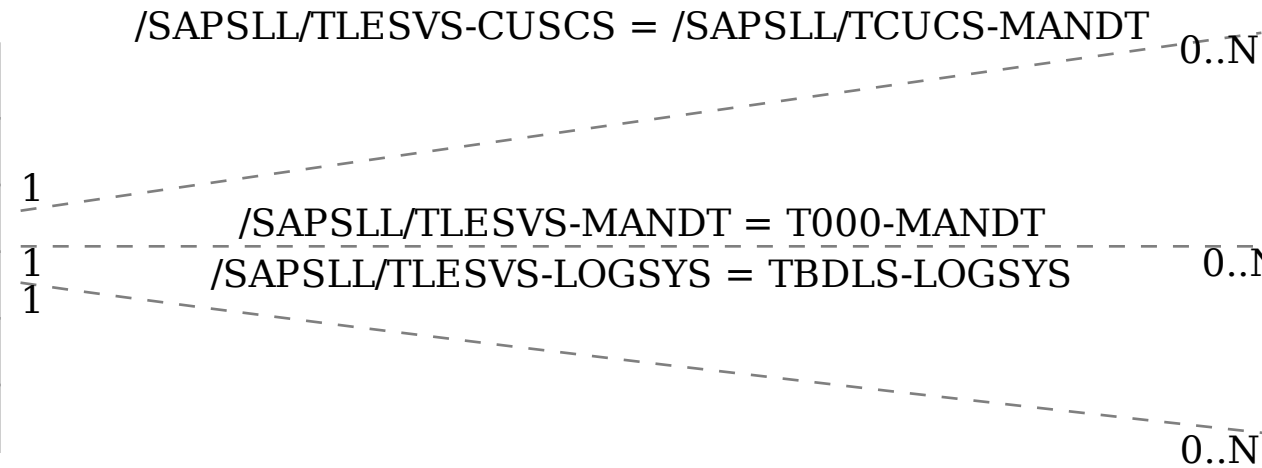 /SAPSLL/TLESVS-CUSCS = /SAPSLL/TCUCS-MANDT
0..N
1
/SAPSLL/TLESVS-MANDT = T000-MANDT
1
0..N
/SAPSLL/TLESVS-LOGSYS = TBDLS-LOGSYS
1
0..N